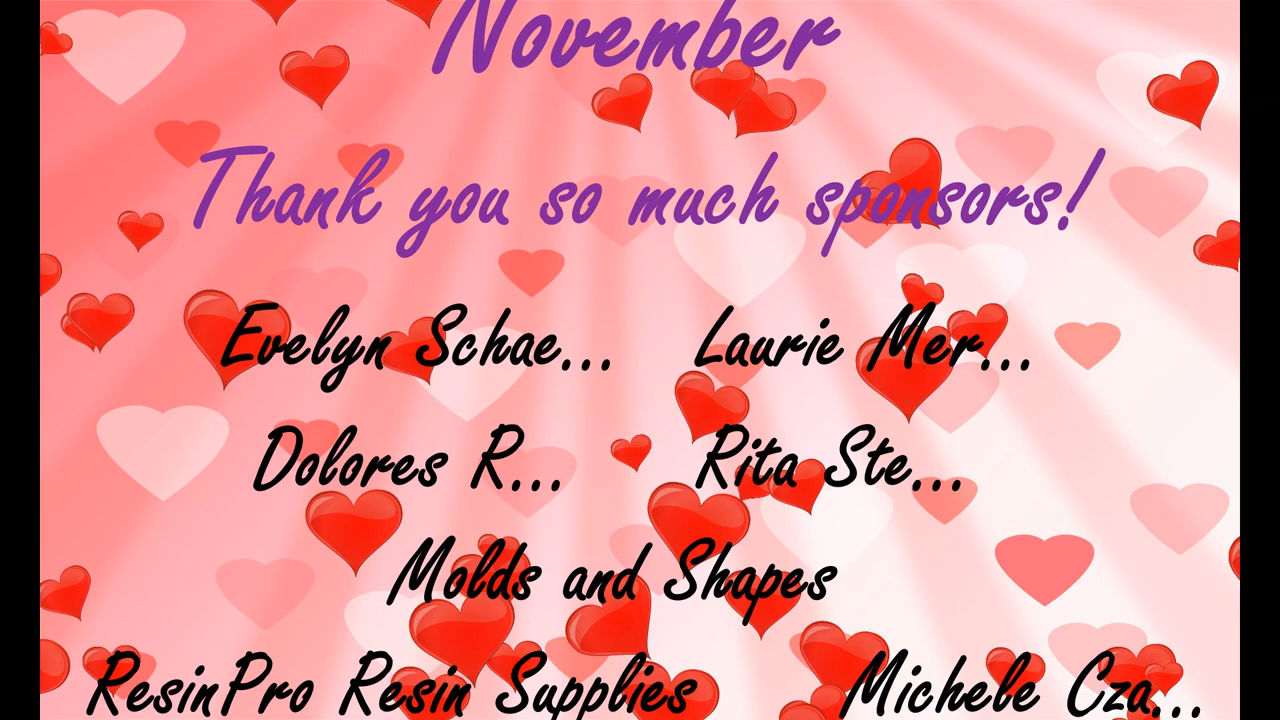 November
Thank you so much sponsors!
Evelyn Schae... Laurie Mer...
Dolores R... Rita Ste...
Molds and Shapes
ResinPro Resin Supplies Michele Cza...